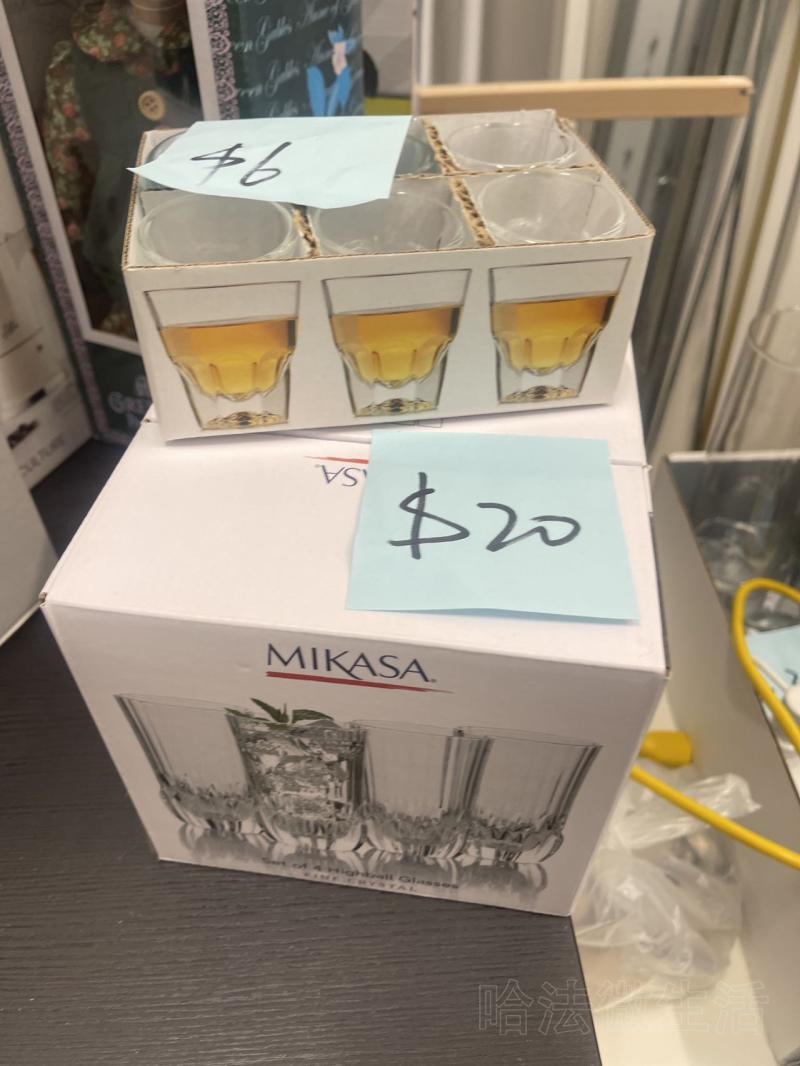 $6
$20
MIKASA
Set of 4 Highball Glasses
FINE CRYSTAL
哈法微生活